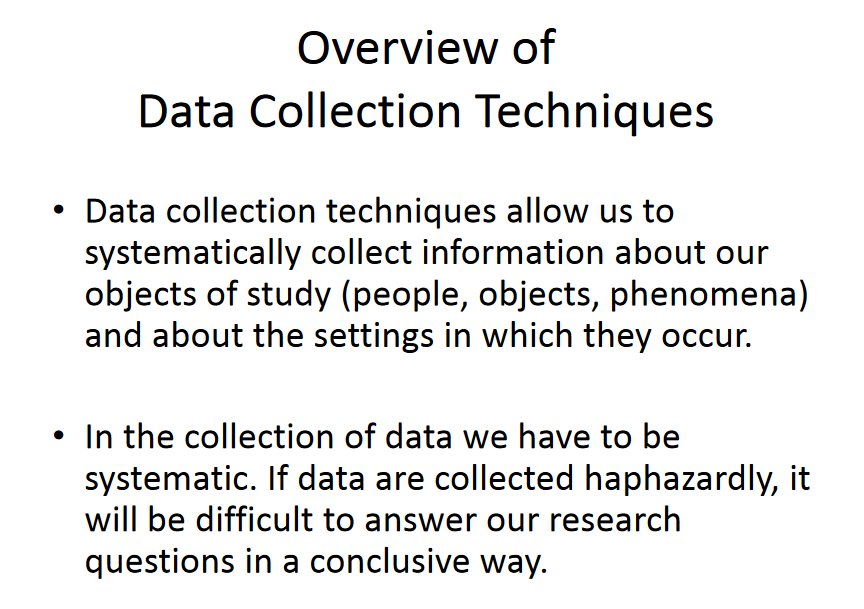 Overview of
Data Collection Techniques
• Data collection techniques allow us to
systematically collect information about our
objects of study (people, objects, phenomena)
and about the settings in which they occur.
• In the collection of data we have to be
systematic. If data are collected haphazardly, it
will be difficult to answer our research
questions in a conclusive way.